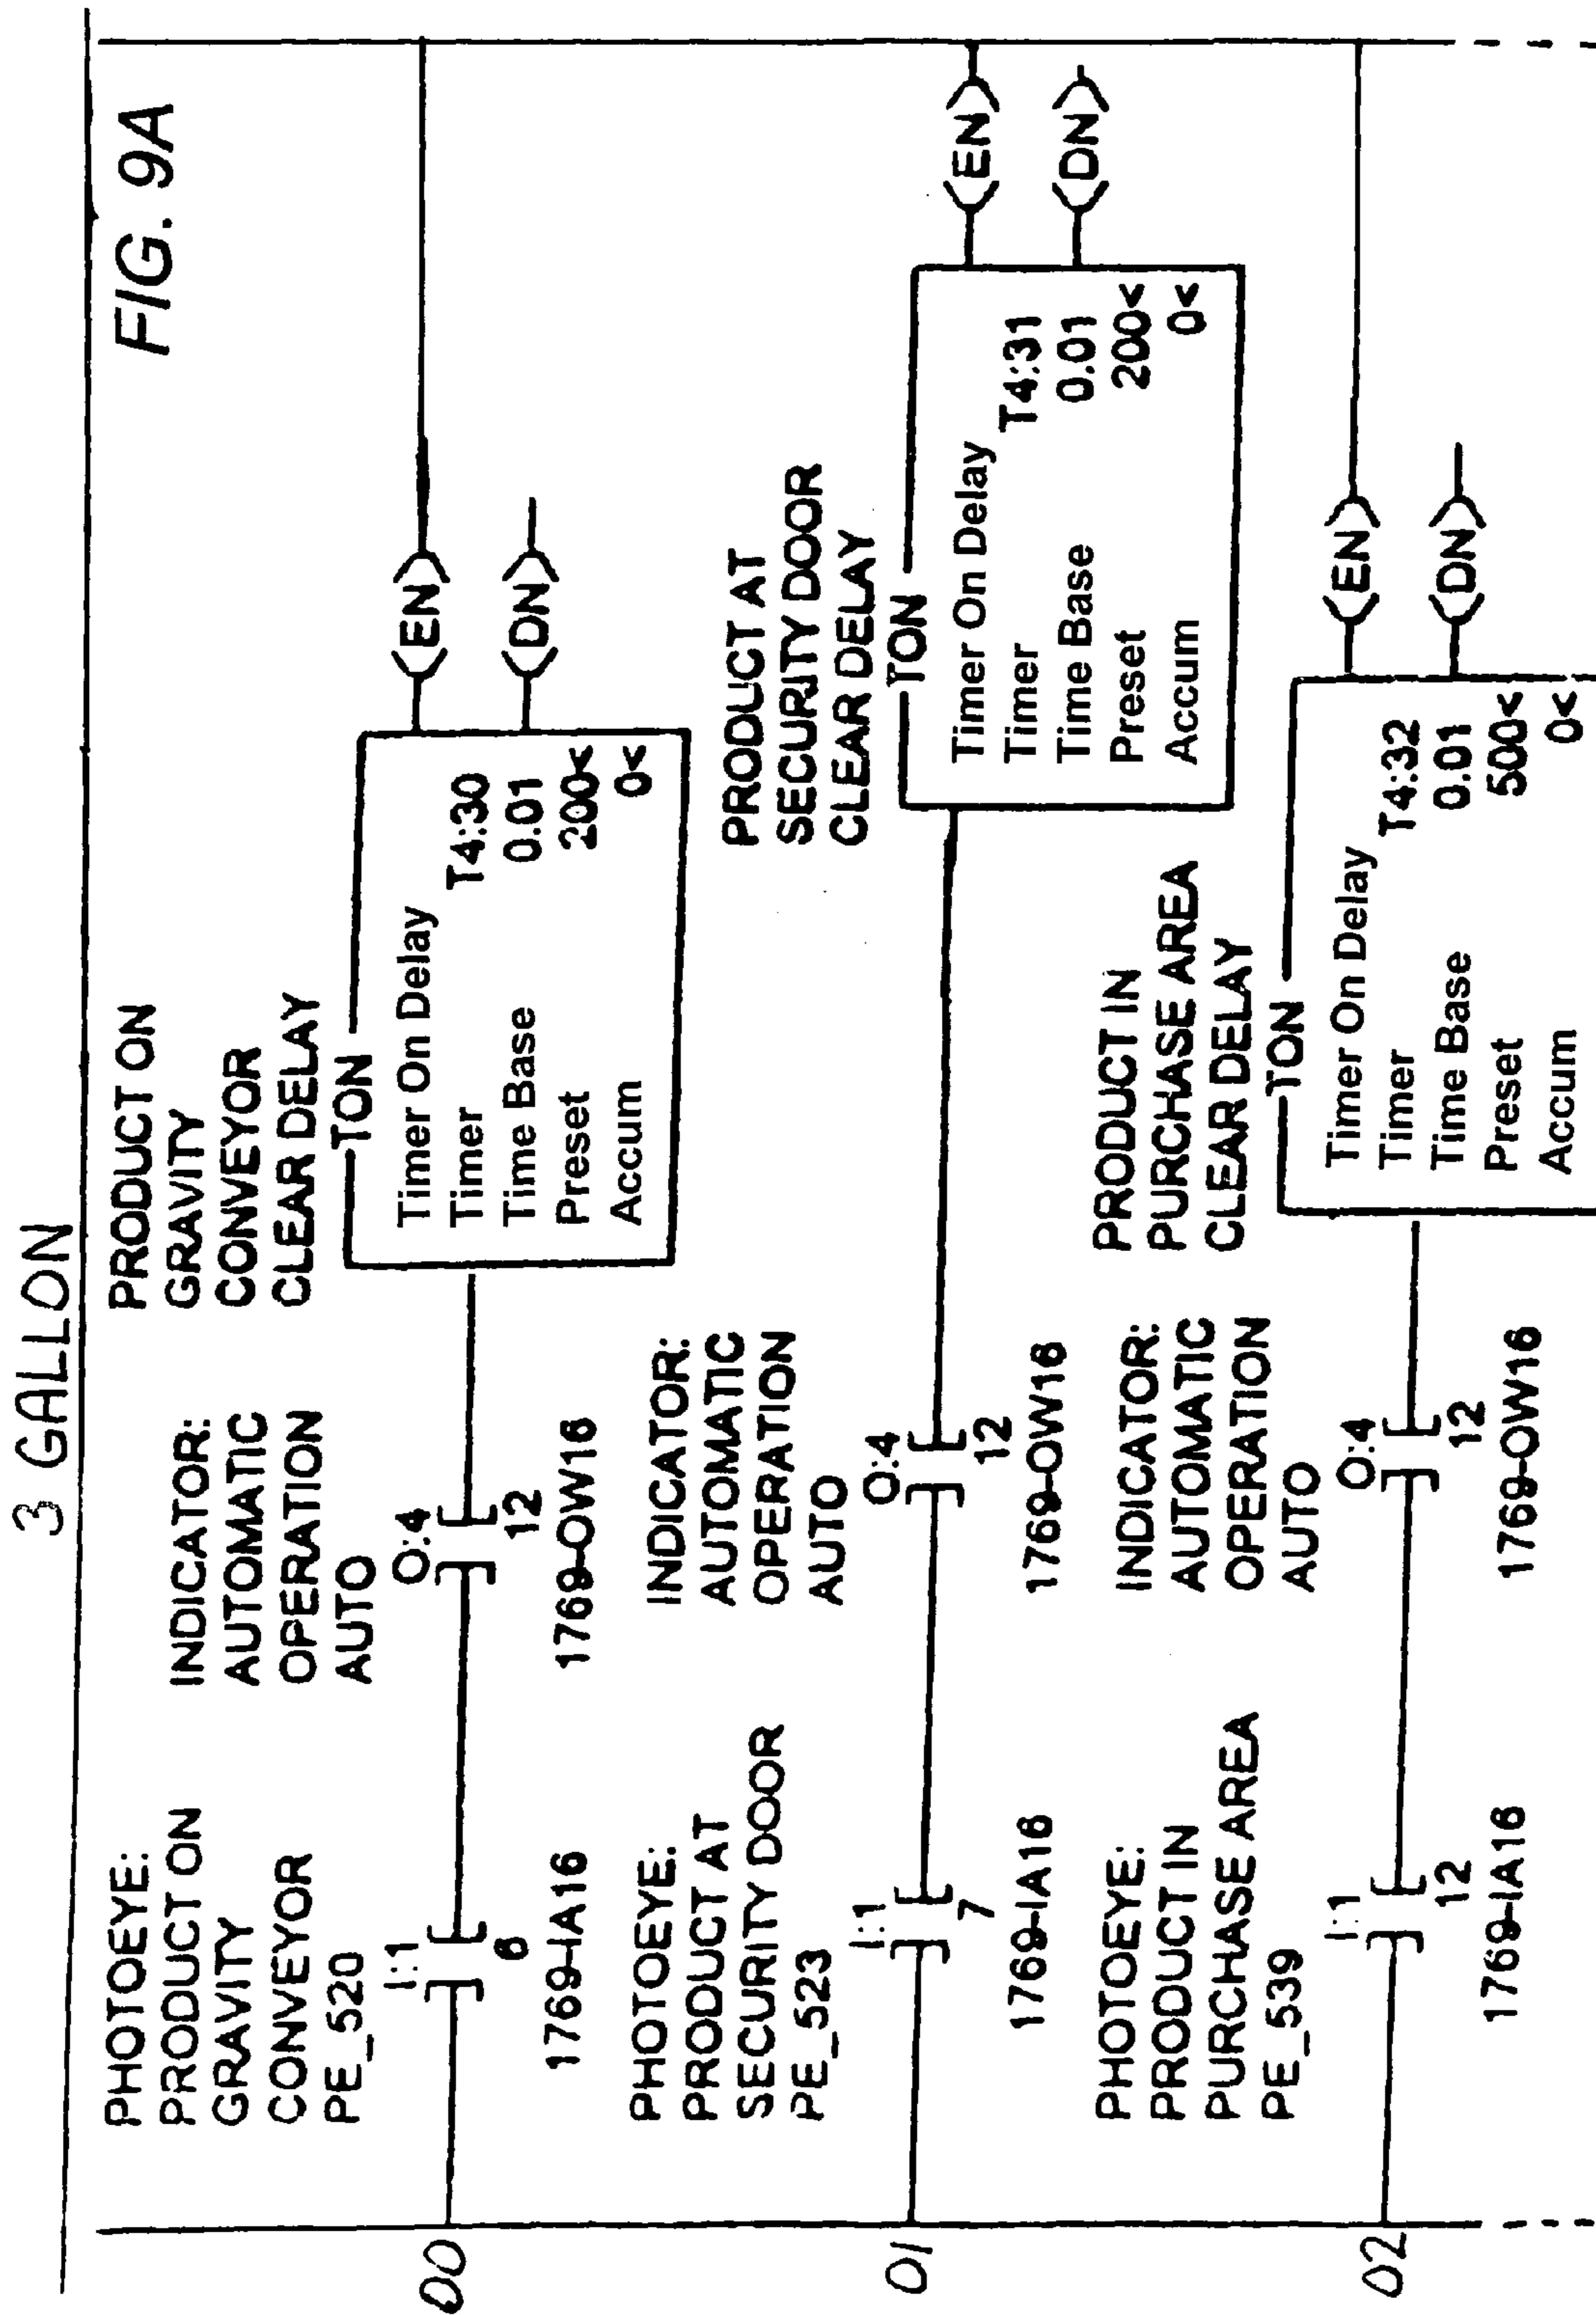 3 GALLON
FIG. 9A
00
PHOTOEYE:
PRODUCT ON
GRAVITY
CONVEYOR
PE_520
I:1
6
1769-IA16
INDICATOR:
AUTOMATIC
OPERATION
AUTO
O:4
12
1769-OW16
PRODUCT ON
GRAVITY
CONVEYOR
CLEAR DELAY
TON
Timer On Delay
Timer T4:30
Time Base 0.01
Preset 200<
Accum 0<
EN
DN
01
PHOTOEYE:
PRODUCT AT
SECURITY DOOR
PE_523
I:1
7
1769-IA16
INDICATOR:
AUTOMATIC
OPERATION
AUTO
O:4
12
1769-OW16
PRODUCT AT
SECURITY DOOR
CLEAR DELAY
TON
Timer On Delay
Timer T4:31
Time Base 0.01
Preset 200<
Accum 0<
EN
DN
02
PHOTOEYE:
PRODUCT IN
PURCHASE AREA
PE_539
I:1
12
1769-IA16
INDICATOR:
AUTOMATIC
OPERATION
AUTO
O:4
12
1769-OW16
PRODUCT IN
PURCHASE AREA
CLEAR DELAY
TON
Timer On Delay
Timer T4:32
Time Base 0.01
Preset 500<
Accum 0<
EN
DN